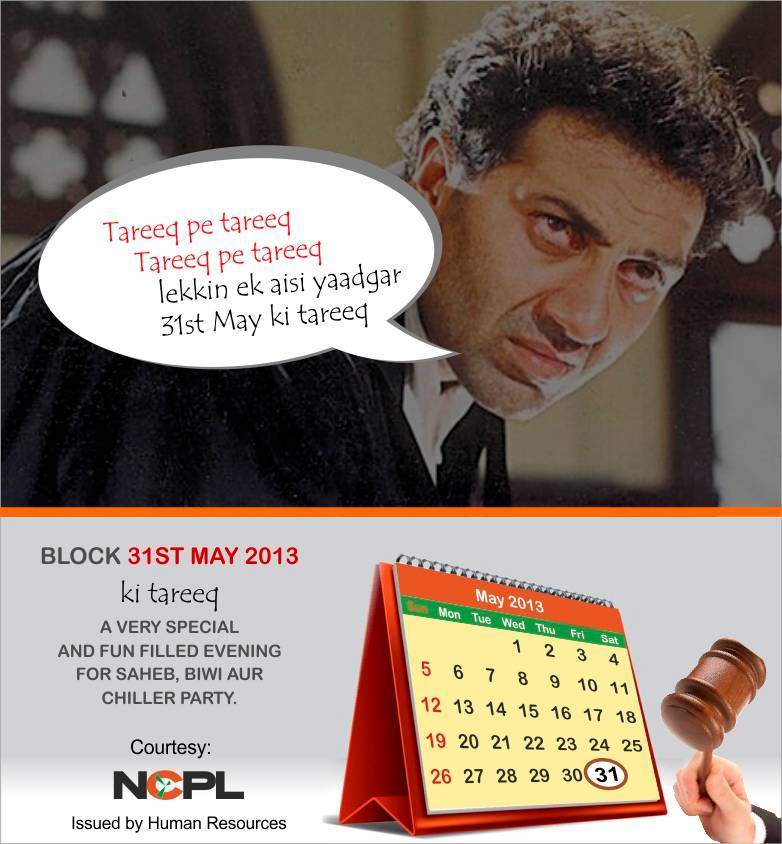 Tareeq pe tareeq
Tareeq pe tareeq
lekkin ek aisi yaadgar
31st May ki tareeq
BLOCK 31ST MAY 2013
ki tareeq
A VERY SPECIAL
AND FUN FILLED EVENING
FOR SAHEB, BIWI AUR
CHILLER PARTY.
Courtesy:
NCPL
Issued by Human Resources
May 2013
Sun Mon Tue Wed Thu Fri Sat
1 2 3 4
5 6 7 8 9 10 11
12 13 14 15 16 17 18
19 20 21 22 23 24 25
26 27 28 29 30 31